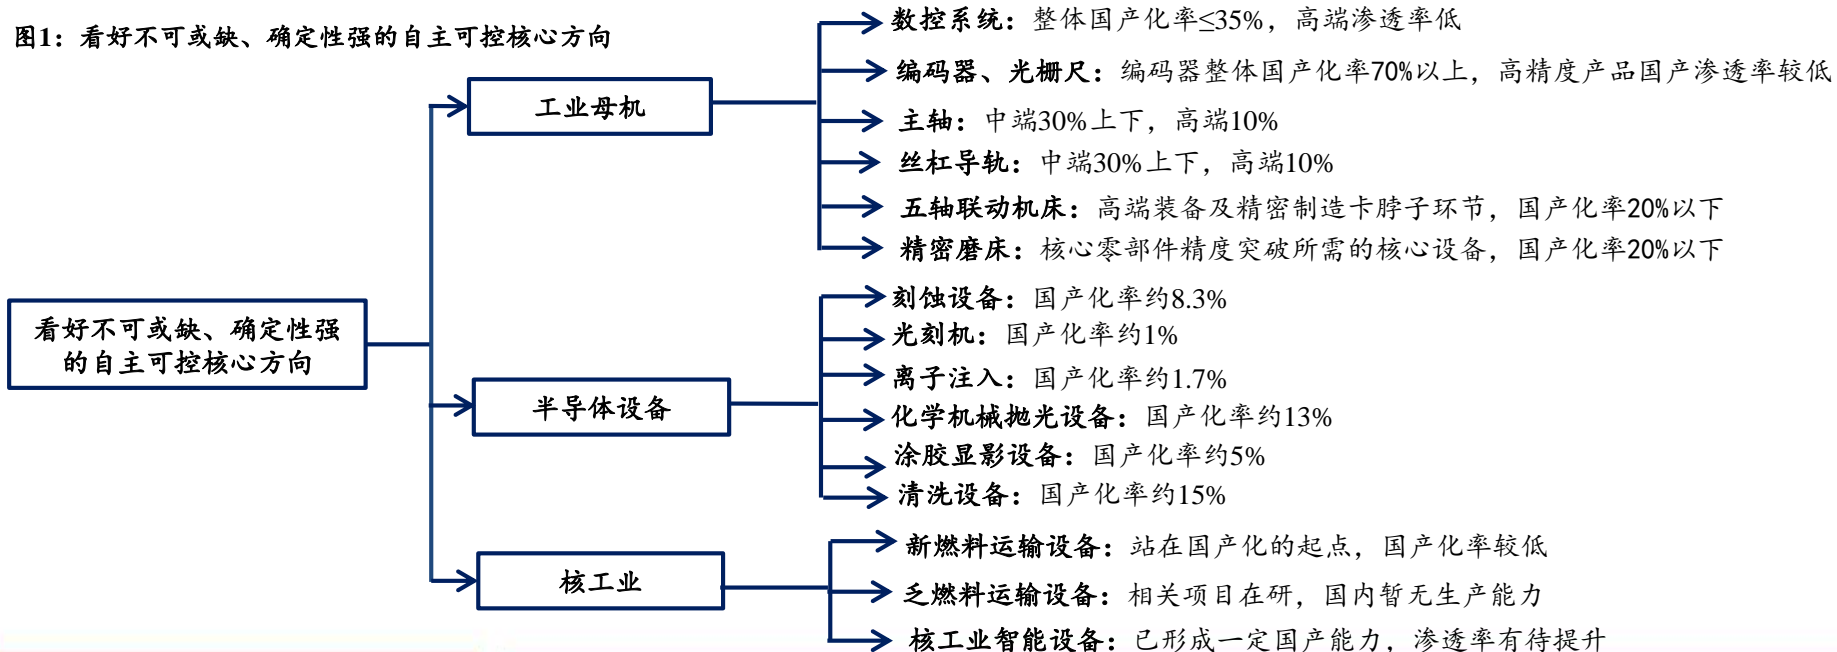 图1：看好不可或缺、确定性强的自主可控核心方向
看好不可或缺、确定性强
的自主可控核心方向
工业母机
数控系统：整体国产化率≤35%，高端渗透率低
编码器、光栅尺：编码器整体国产化率70%以上，高精度产品国产渗透率较低
主轴：中端30%上下，高端10%
丝杠导轨：中端30%上下，高端10%
五轴联动机床：高端装备及精密制造卡脖子环节，国产化率20%以下
精密磨床：核心零部件精度突破所需的核心设备，国产化率20%以下
半导体设备
刻蚀设备：国产化率约8.3%
光刻机：国产化率约1%
离子注入：国产化率约1.7%
化学机械抛光设备：国产化率约13%
涂胶显影设备：国产化率约5%
清洗设备：国产化率约15%
核工业
新燃料运输设备：站在国产化的起点，国产化率较低
乏燃料运输设备：相关项目在研，国内暂无生产能力
核工业智能设备：已形成一定国产能力，渗透率有待提升